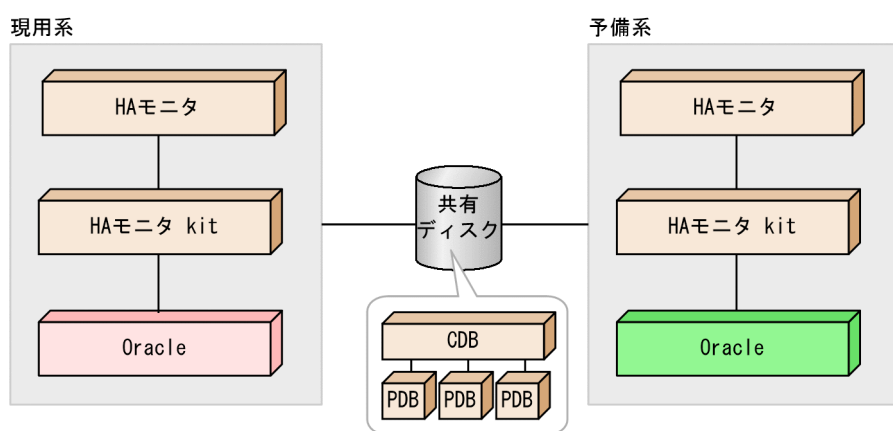 現用系
HAモニタ
HAモニタ kit
Oracle
共有
ディスク
CDB
PDB PDB PDB
予備系
HAモニタ
HAモニタ kit
Oracle